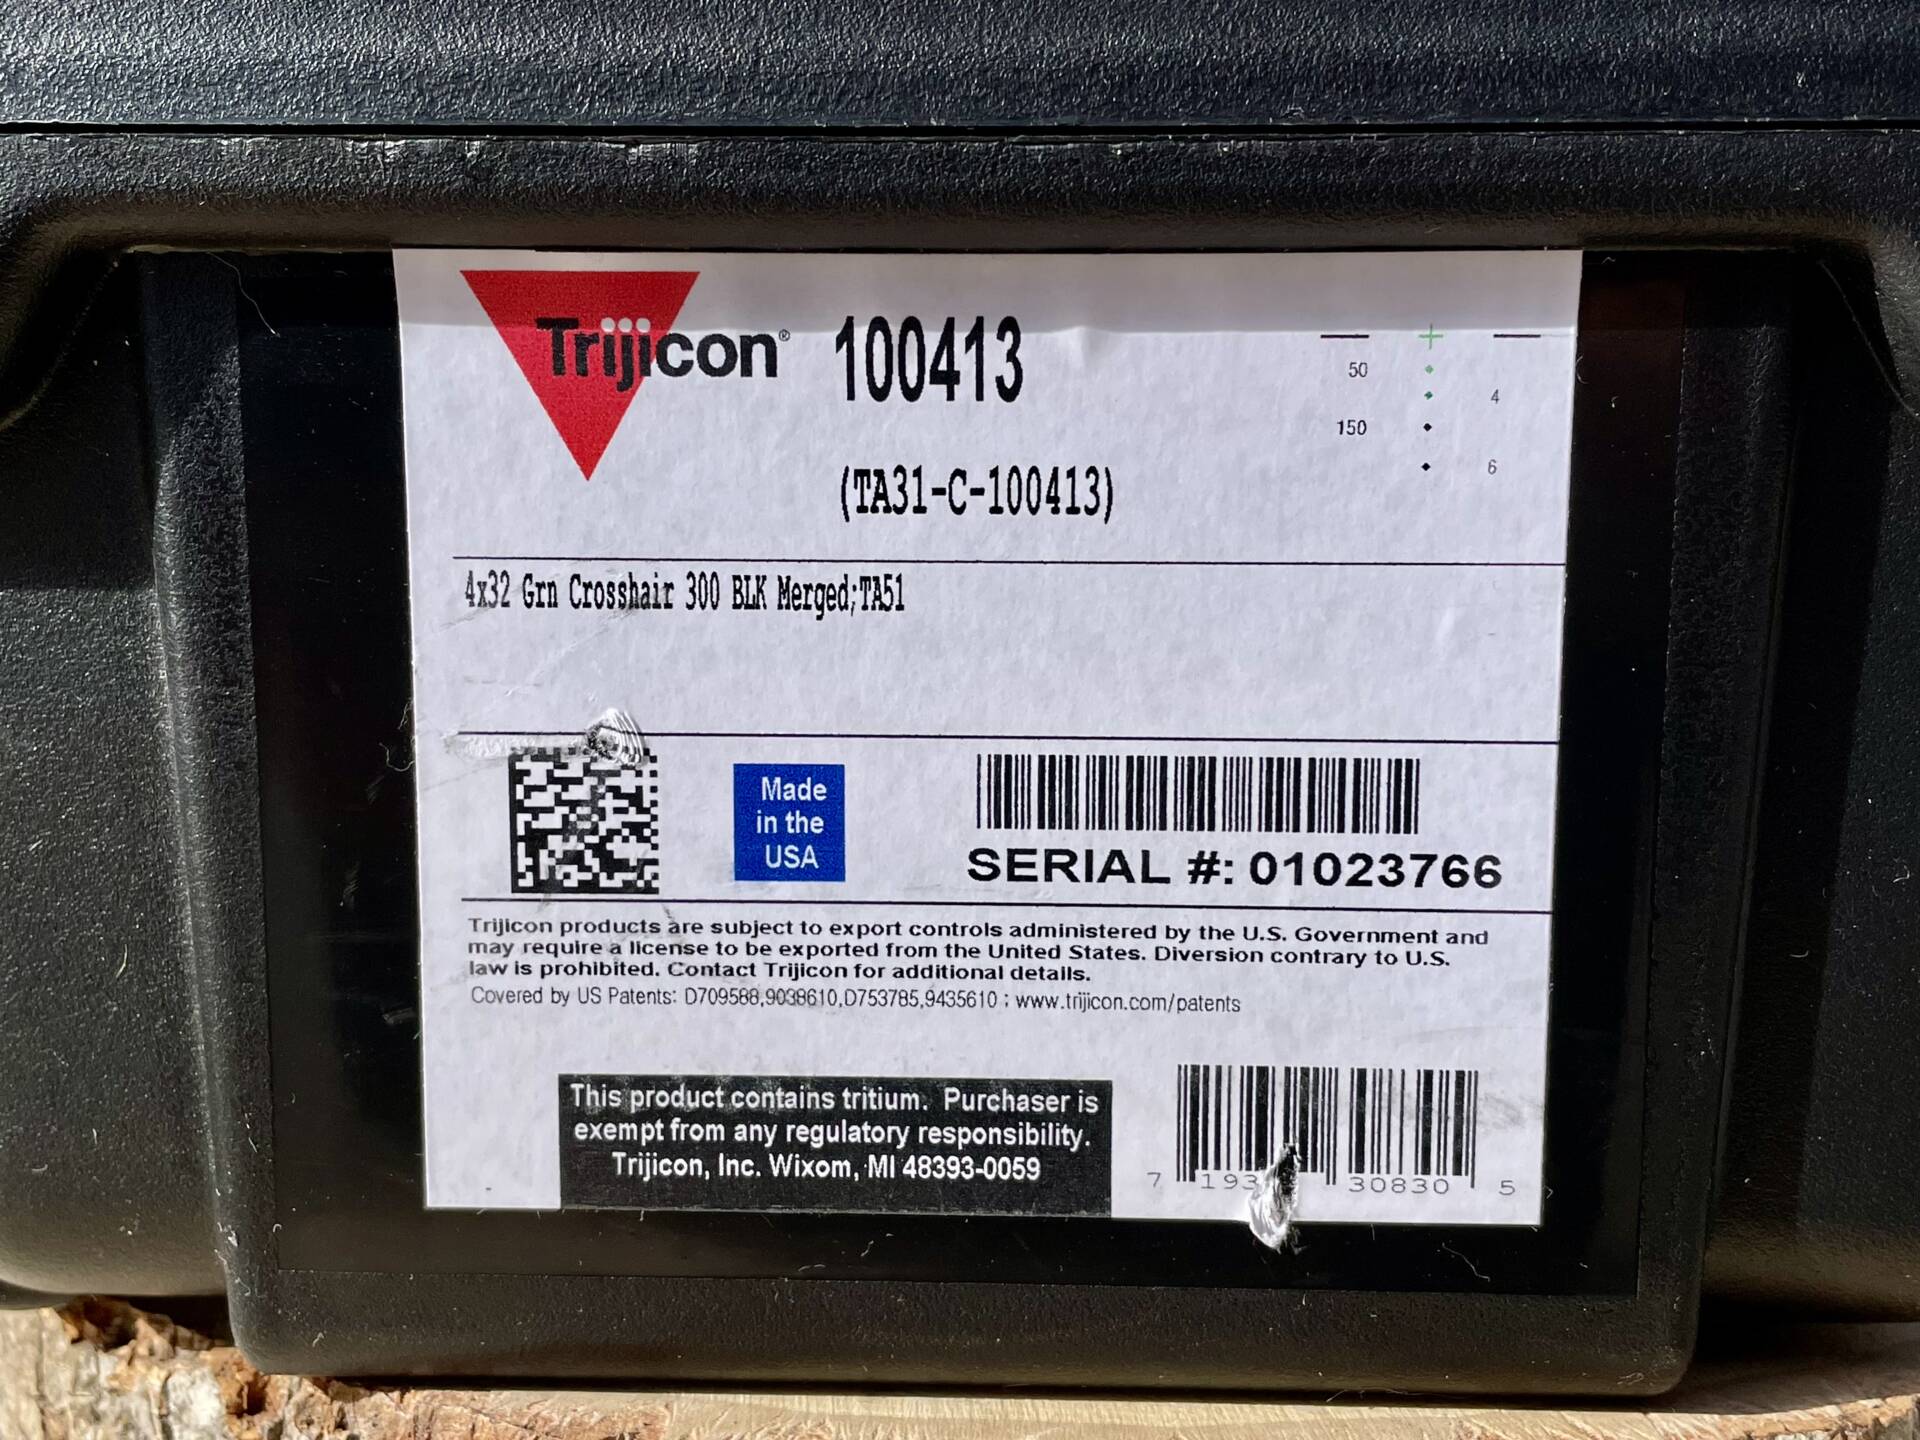 Trijicon® 100413
(TA31-C-100413)
50
4
150
6
4x32 Grn Crosshair 300 BLK Merged;TA51
Made
in the
USA
SERIAL #: 01023766
Trijicon products are subject to export controls administered by the U.S. Government and
may require a license to be exported from the United States. Diversion contrary to U.S.
law is prohibited. Contact Trijicon for additional details.
Covered by US Patents: D709588,9038610,D753785,9435610 ; www.trijicon.com/patents
This product contains tritium. Purchaser is
exempt from any regulatory responsibility.
Trijicon, Inc. Wixom, MI 48393-0059
7 30830 5